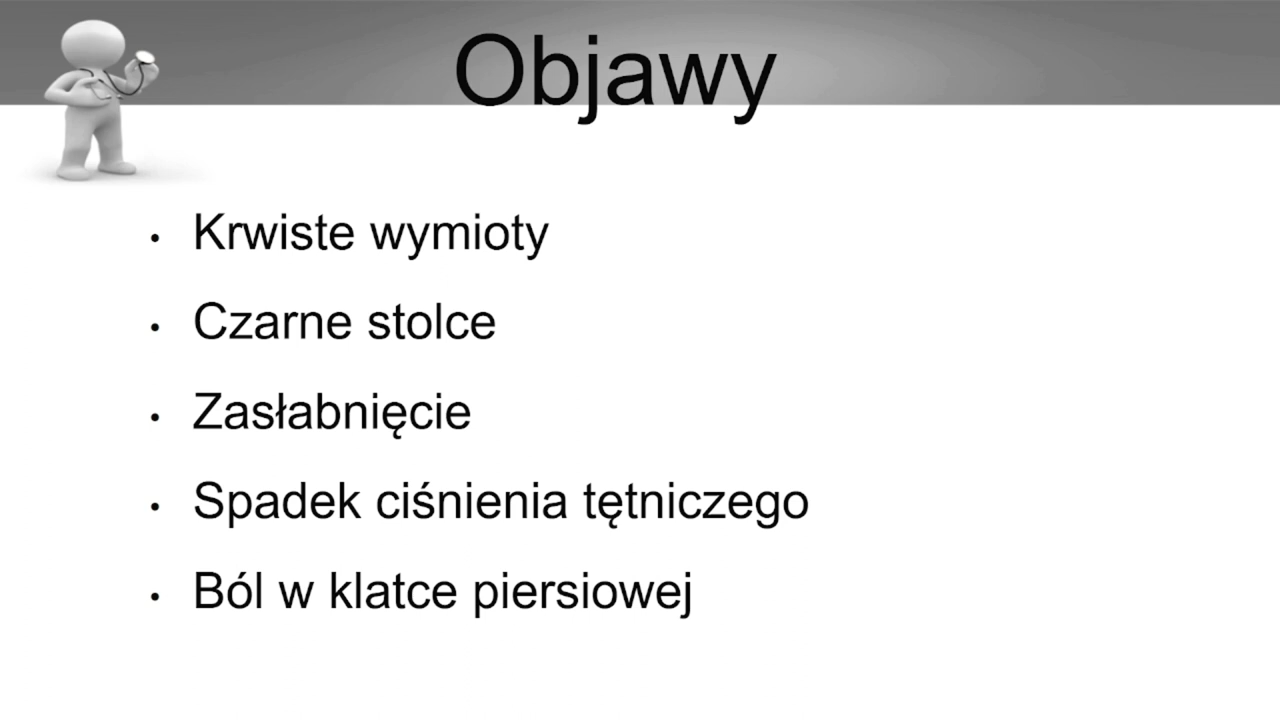 Objawy
• Krwiste wymioty
• Czarne stolce
• Zasłabnięcie
• Spadek ciśnienia tętniczego
• Ból w klatce piersiowej